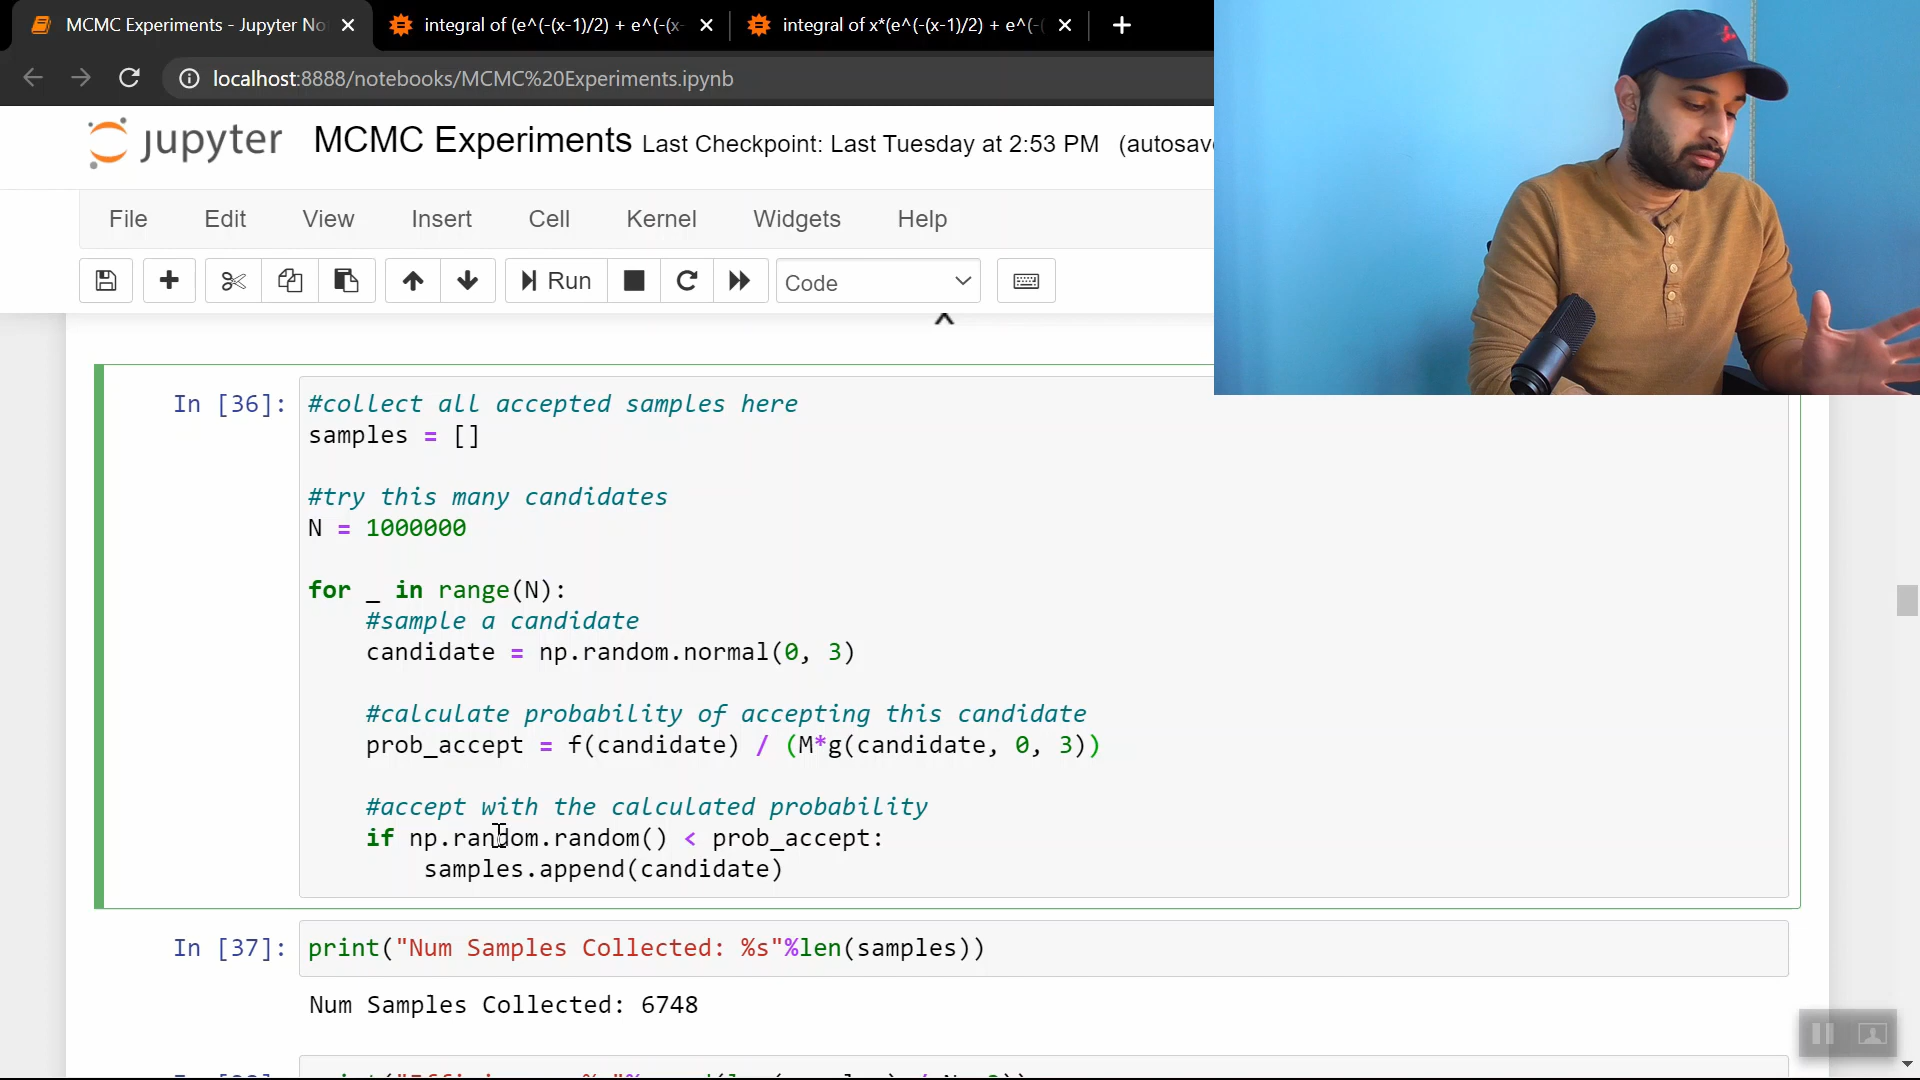 MCMC Experiments - Jupyter No
integral of (e^(-(x-1)/2) + e^(-(x-
integral of x*(e^(-(x-1)/2) + e^(-(
localhost:8888/notebooks/MCMC%20Experiments.ipynb
jupyter MCMC Experiments Last Checkpoint: Last Tuesday at 2:53 PM (autosave
File Edit View Insert Cell Kernel Widgets Help
Run Code
In [36]: #collect all accepted samples here
samples = []
#try this many candidates
N = 1000000
for _ in range(N):
#sample a candidate
candidate = np.random.normal(0, 3)
#calculate probability of accepting this candidate
prob_accept = f(candidate) / (M*g(candidate, 0, 3))
#accept with the calculated probability
if np.random.random() < prob_accept:
samples.append(candidate)
In [37]: print("Num Samples Collected: %s"%len(samples))
Num Samples Collected: 6748